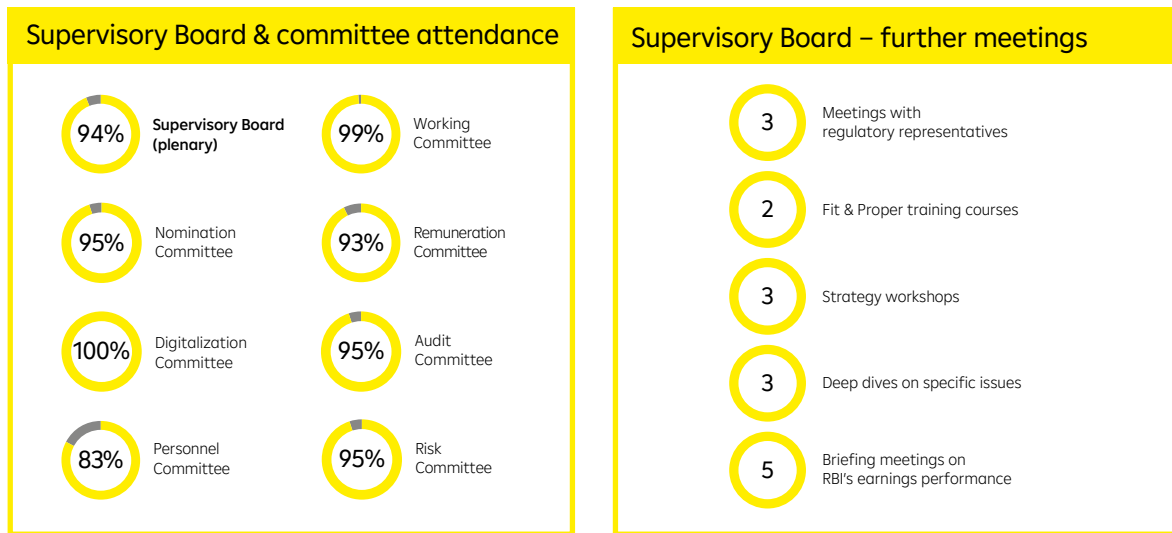 Supervisory Board & committee attendance
94%
Supervisory Board
(plenary)
99%
Working
Committee
95%
Nomination
Committee
93%
Remuneration
Committee
100%
Digitalization
Committee
95%
Audit
Committee
83%
Personnel
Committee
95%
Risk
Committee
Supervisory Board – further meetings
3
Meetings with
regulatory representatives
2
Fit & Proper training courses
3
Strategy workshops
3
Deep dives on specific issues
5
Briefing meetings on
RBI's earnings performance